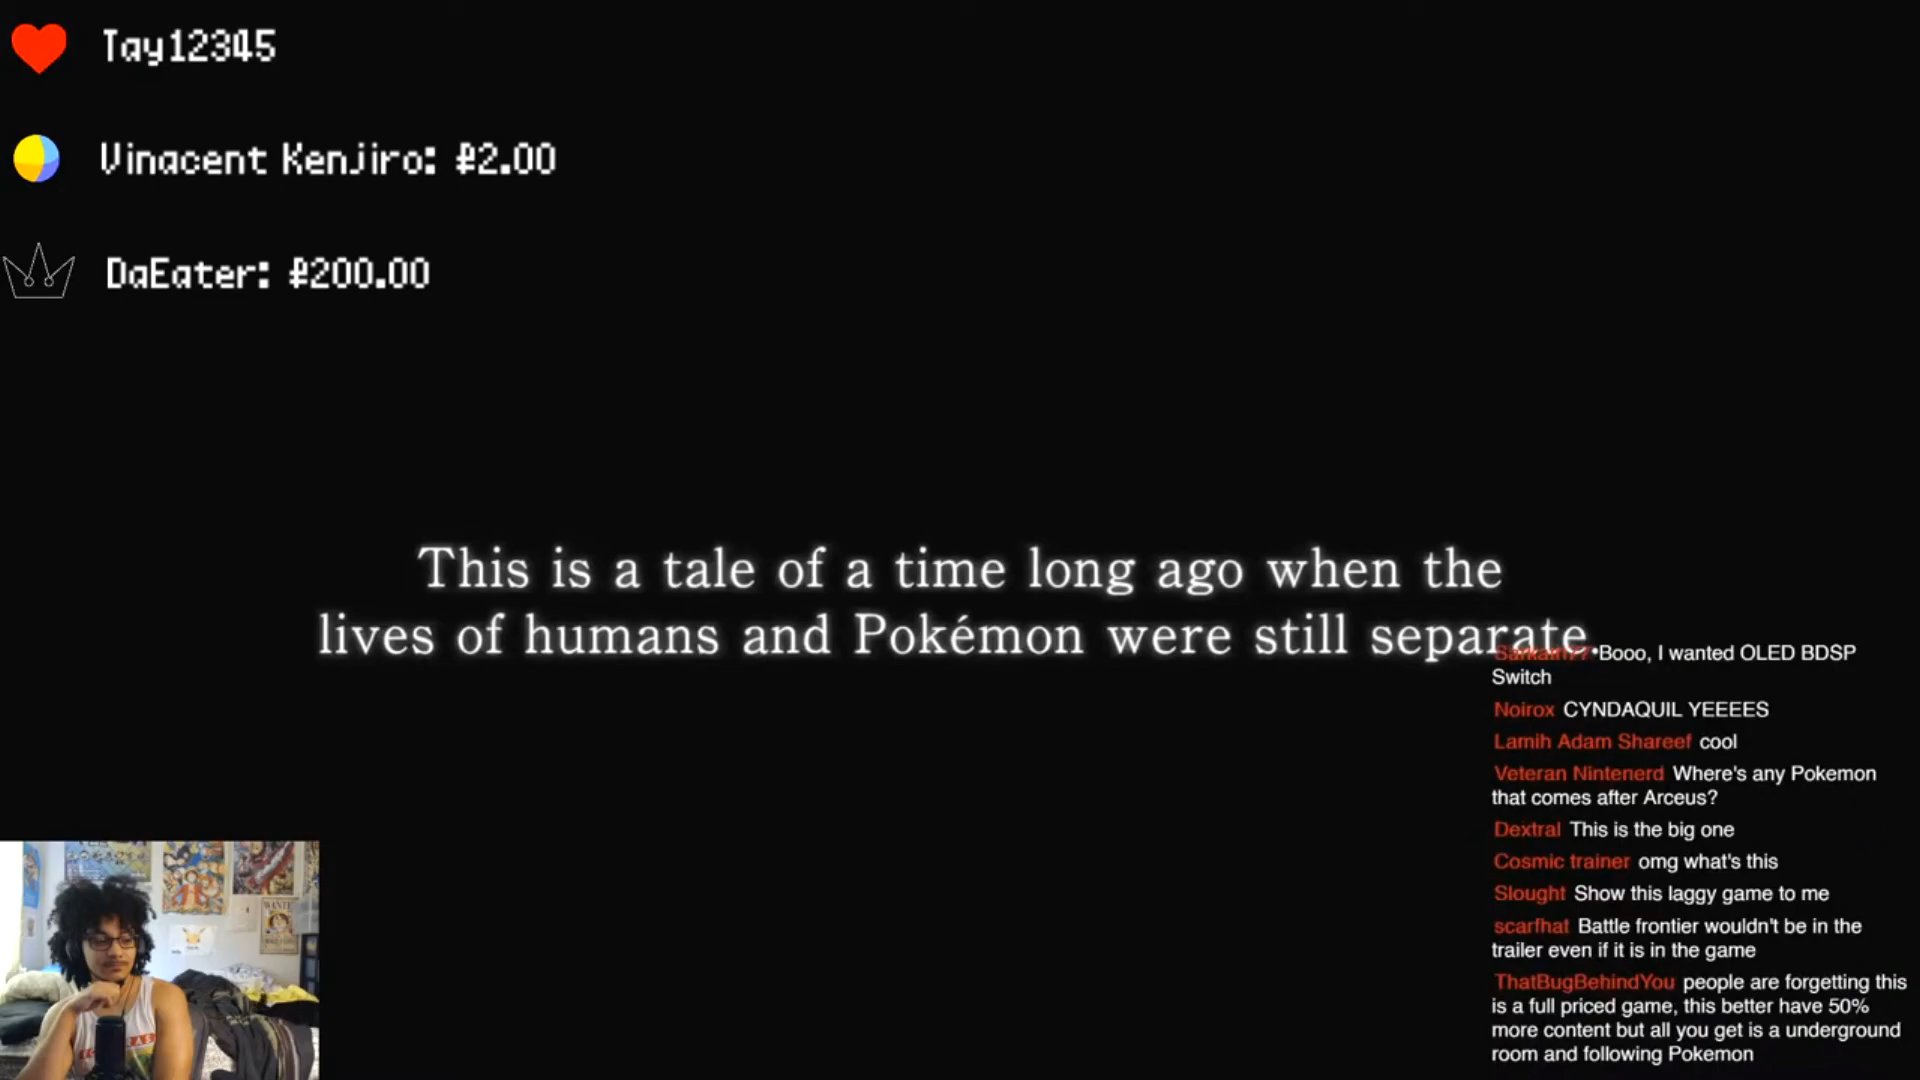 Tay12345
Vinacent Kenjiro: ₽2.00
DaEater: ₽200.00
This is a tale of a time long ago when the
lives of humans and Pokémon were still separate
Booo, I wanted OLED BDSP
Switch
Noirox CYNDAQUIL YEEEES
Lamih Adam Shareef cool
Veteran Nintenerd Where's any Pokemon
that comes after Arceus?
Dextral This is the big one
Cosmic trainer omg what's this
Slought Show this laggy game to me
scarfhat Battle frontier wouldn't be in the
trailer even if it is in the game
ThatBugBehindYou people are forgetting this
is a full priced game, this better have 50%
more content but all you get is a underground
room and following Pokemon
WANTED